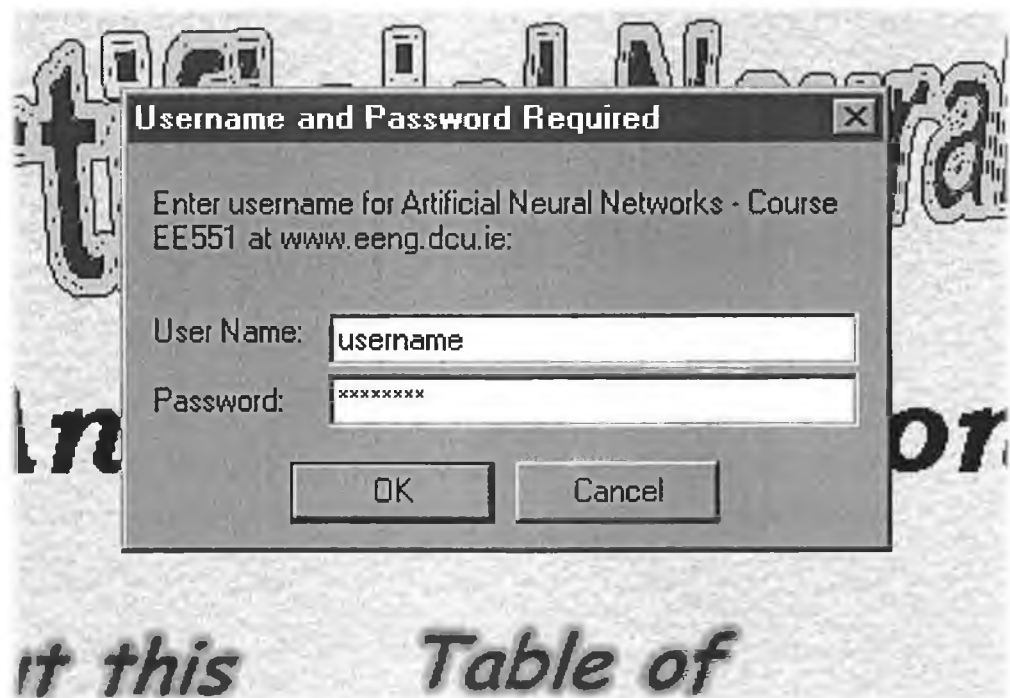 Username and Password Required
Enter username for Artificial Neural Networks - Course
EE551 at www.eeng.dcu.ie:
User Name: username
Password: ********
OK Cancel
this Table of